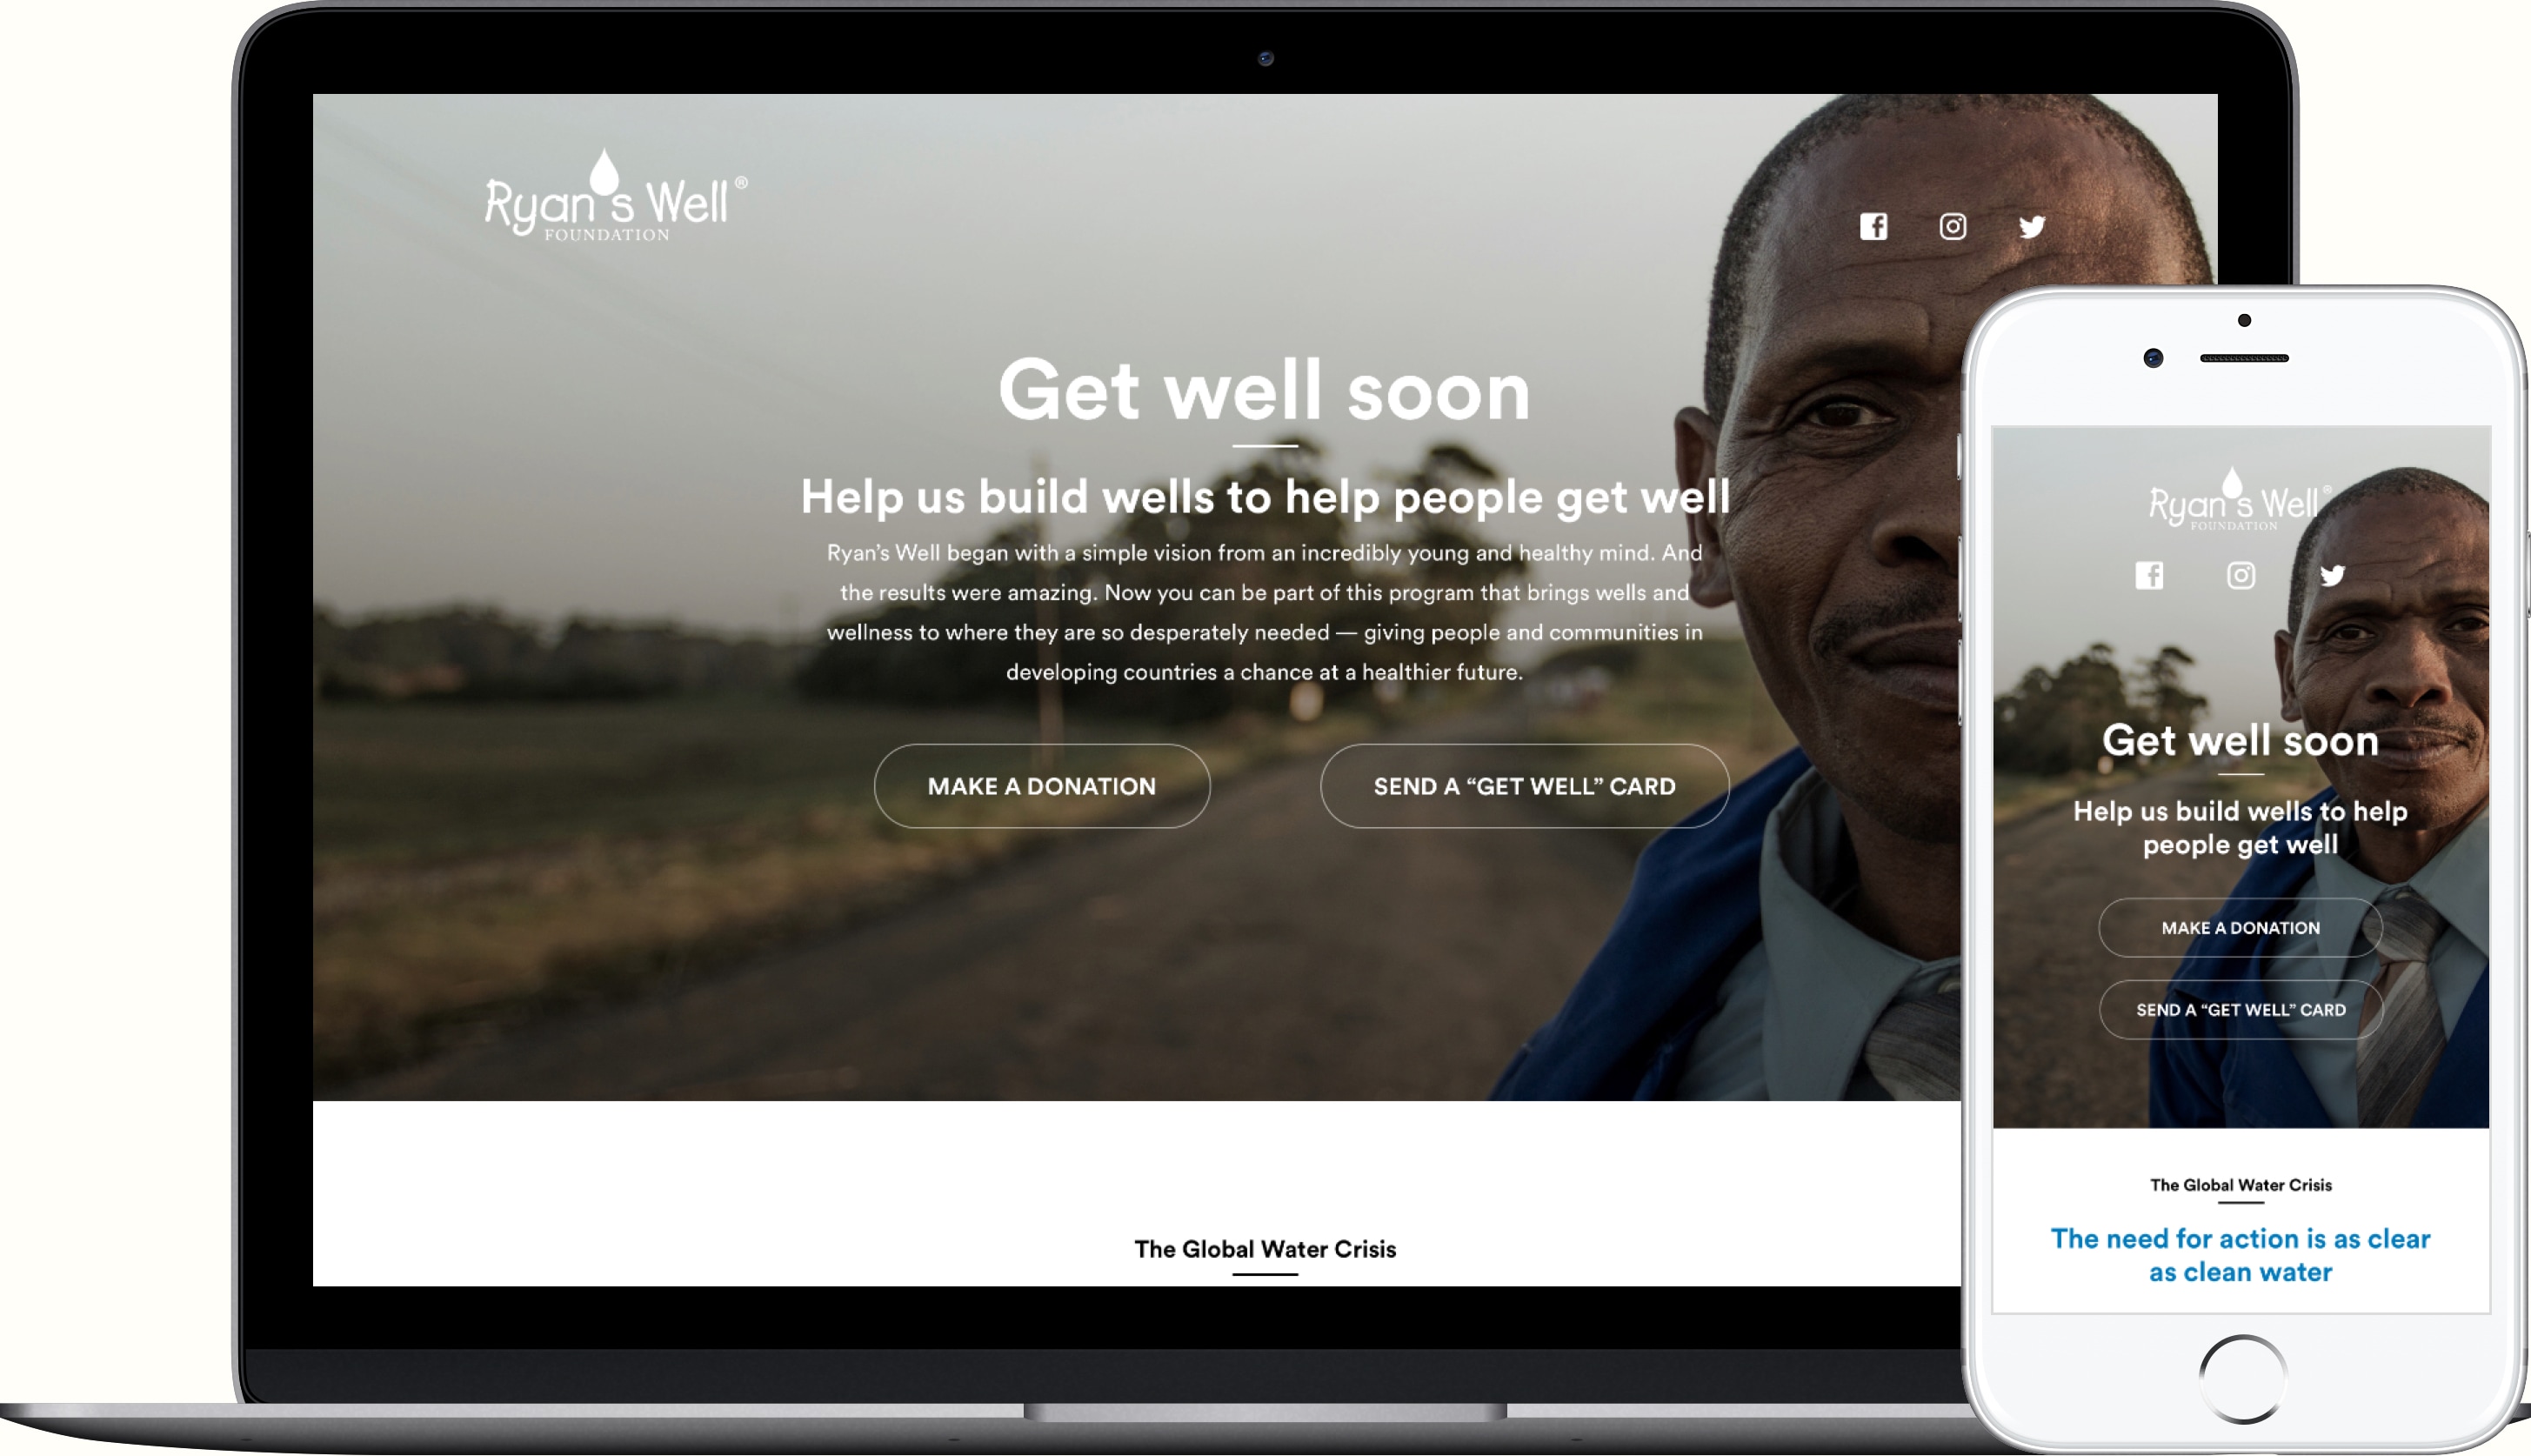 Ryan's Well®
FOUNDATION
Get well soon
Help us build wells to help people get well
Ryan’s Well began with a simple vision from an incredibly young and healthy mind. And
the results were amazing. Now you can be part of this program that brings wells and
wellness to where they are so desperately needed — giving people and communities in
developing countries a chance at a healthier future.
MAKE A DONATION
SEND A “GET WELL” CARD
The Global Water Crisis
Ryan's Well®
FOUNDATION
Get well soon
Help us build wells to help
people get well
MAKE A DONATION
SEND A “GET WELL” CARD
The Global Water Crisis
The need for action is as clear
as clean water